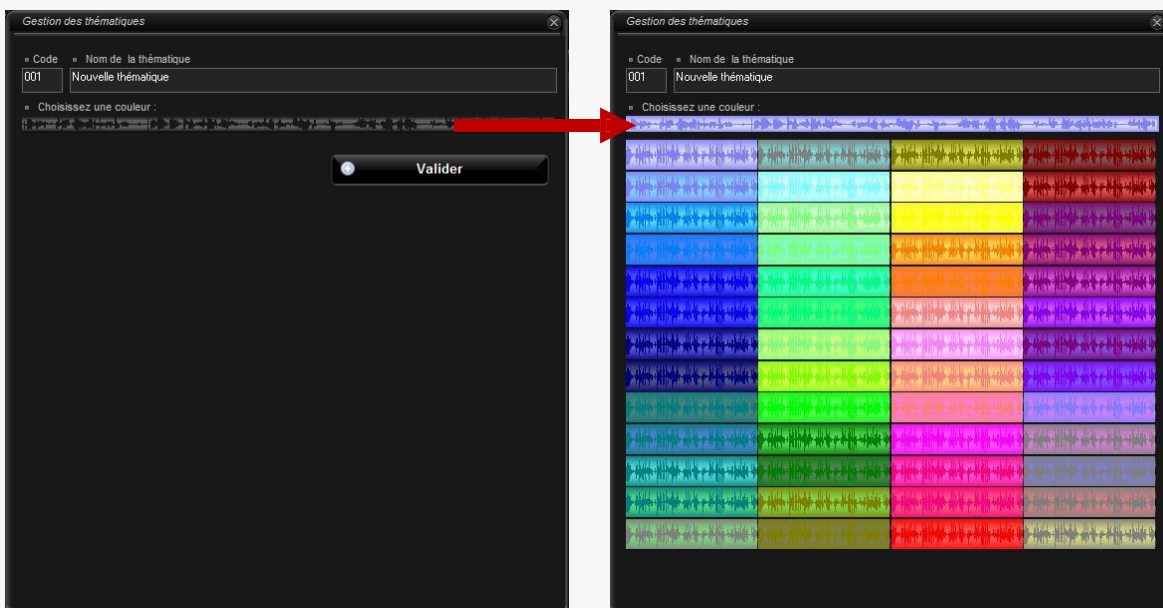 Gestion des thématiques
Code Nom de la thématique
001 Nouvelle thématique
Choisissez une couleur :
Valider
Gestion des thématiques
Code Nom de la thématique
001 Nouvelle thématique
Choisissez une couleur :